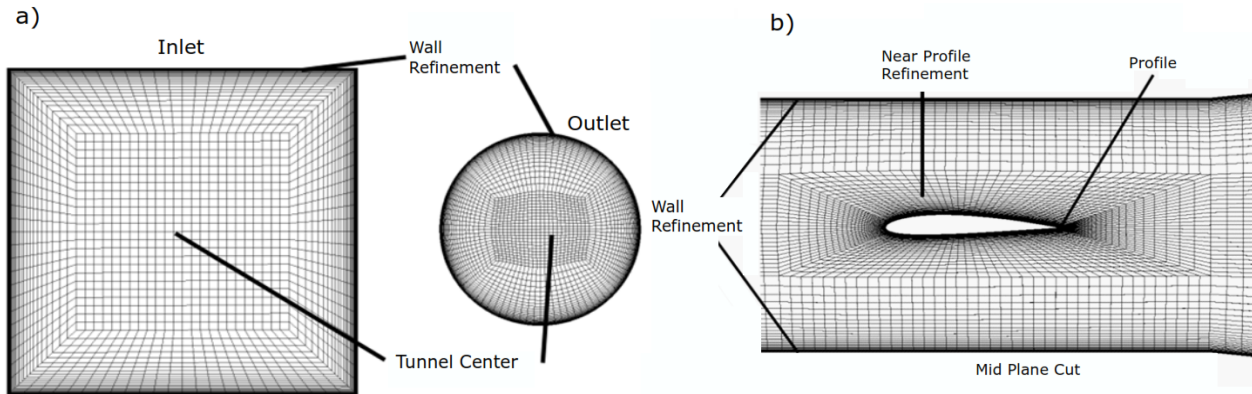 a)
Inlet
Wall
Refinement
Outlet
Tunnel Center
b)
Near Profile
Refinement
Profile
Wall
Refinement
Mid Plane Cut